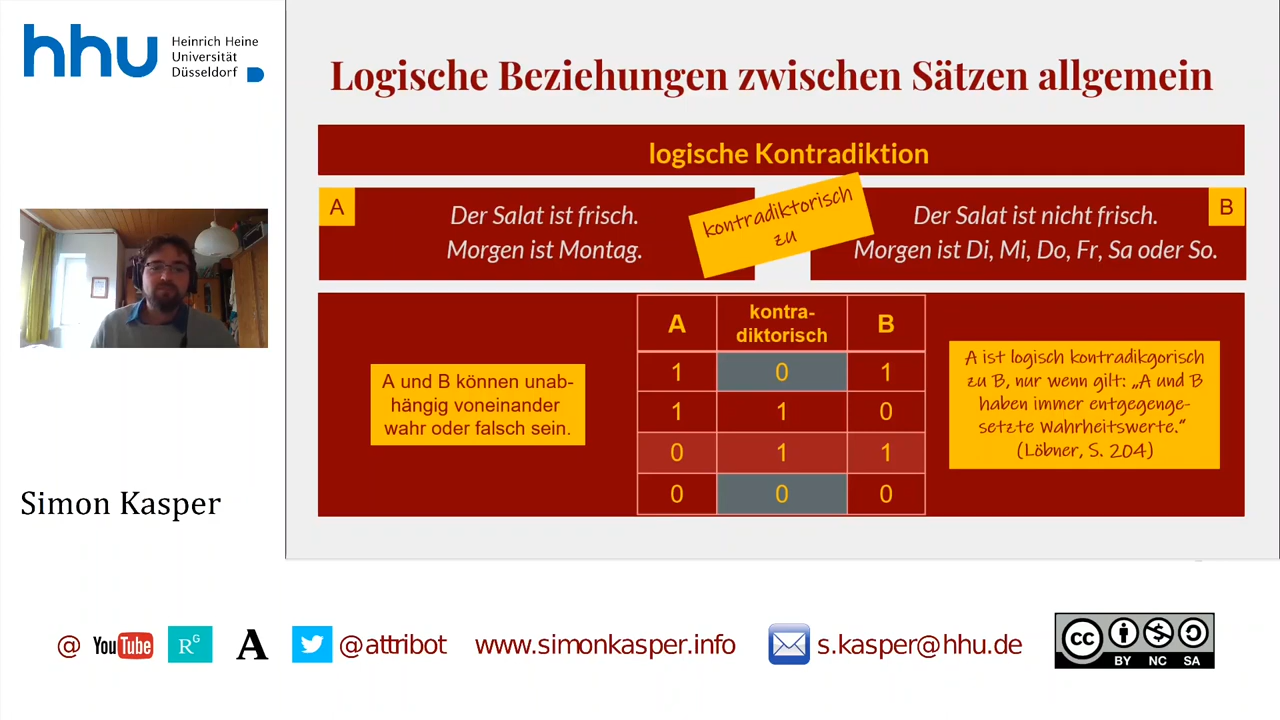 hhu
Heinrich Heine
Universität
Düsseldorf
Logische Beziehungen zwischen Sätzen allgemein
logische Kontradiktion
A
Der Salat ist frisch.
Morgen ist Montag.
kontradiktorisch
zu
B
Der Salat ist nicht frisch.
Morgen ist Di, Mi, Do, Fr, Sa oder So.
A und B können unab-
hängig voneinander
wahr oder falsch sein.
A kontra- B
diktorisch
1 0 1
1 1 0
0 1 1
0 0 0
A ist logisch kontradikgorisch
zu B, nur wenn gilt: „A und B
haben immer entgegenge-
setzte Wahrheitswerte.“
(Löbner, S. 204)
Simon Kasper
@ YouTube RG A @attribot www.simonkasper.info s.kasper@hhu.de
cc BY NC SA